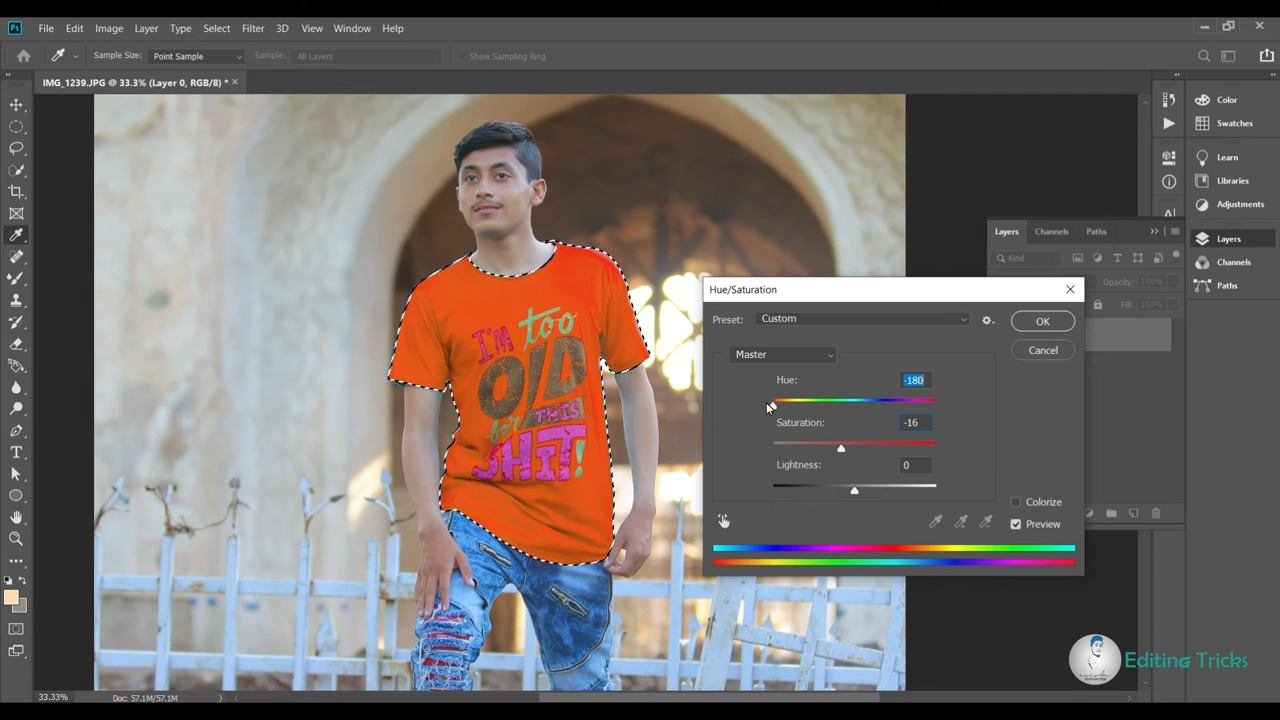 Ps File Edit Image Layer Type Select Filter 3D View Window Help
Sample Size: Point Sample Sample: All Layers Show Sampling Ring
IMG_1239.JPG @ 33.3% (Layer 0, RGB/8) *
Color
Swatches
Learn
Libraries
Adjustments
Layers
Channels
Paths
Layers Channels Paths
Kind
Opacity: 100%
Fill: 100%
Hue/Saturation
Preset: Custom
OK
Master
Cancel
Hue: -180
Saturation: -16
Lightness: 0
Colorize
Preview
I'M too
OLD
for THIS
SHIT!
Editing Tricks
33.33% Doc: 57.1M/57.1M